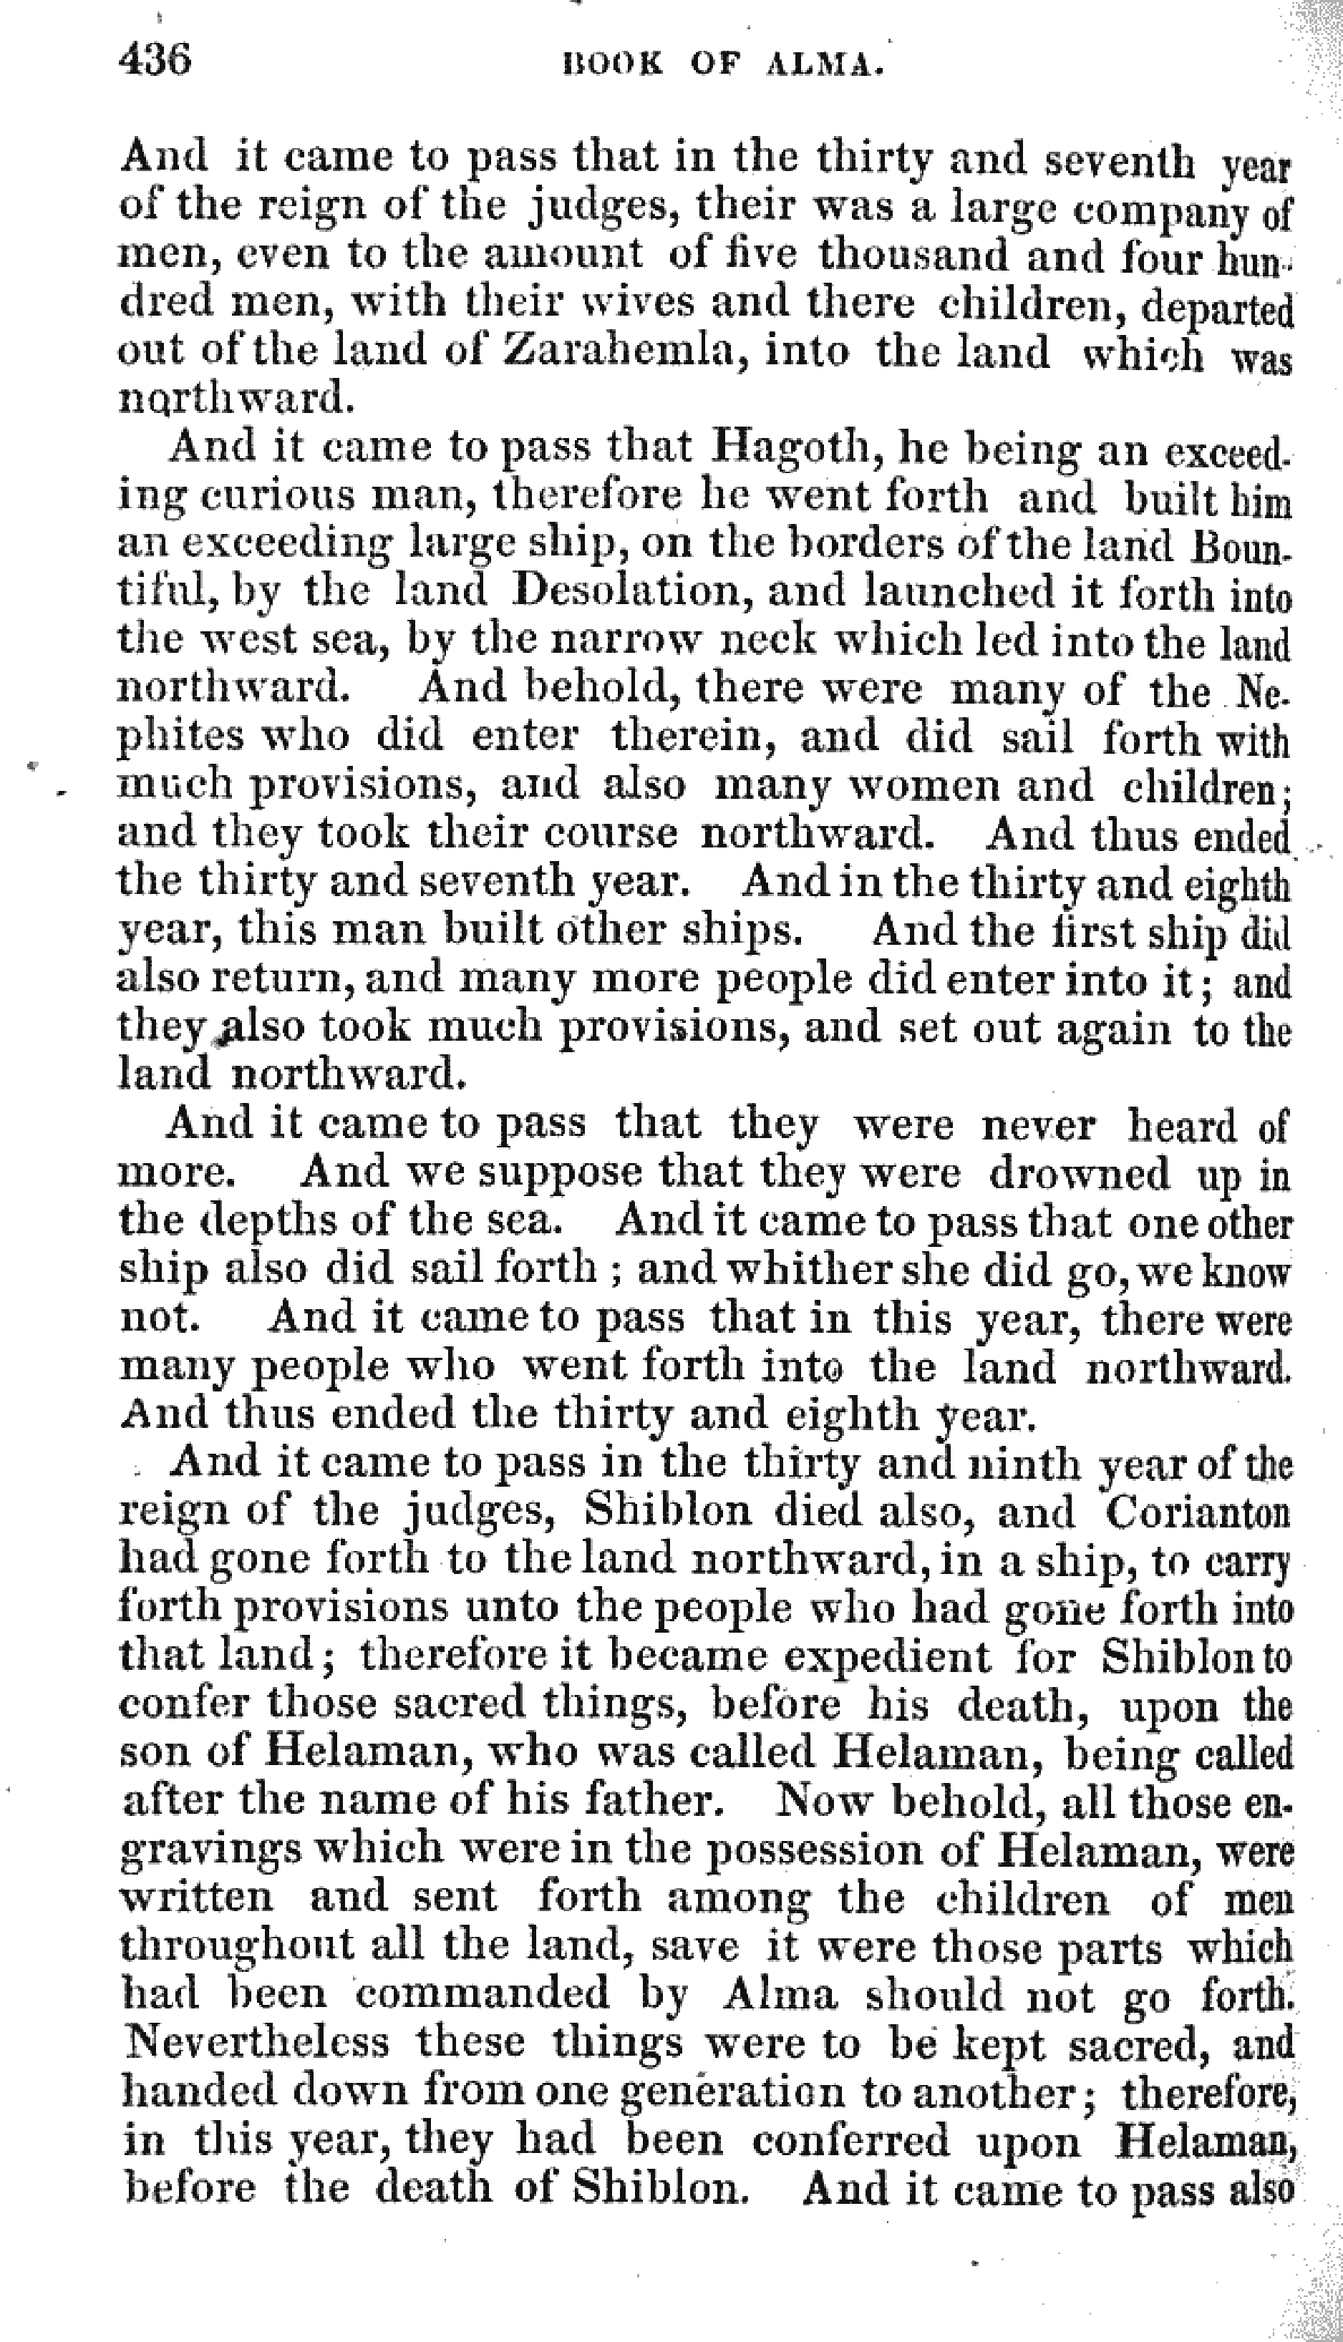 436 BOOK OF ALMA.
And it came to pass that in the thirty and seventh year
of the reign of the judges, their was a large company of
men, even to the amount of five thousand and four hun-
dred men, with their wives and there children, departed
out of the land of Zarahemla, into the land which was
northward.
And it came to pass that Hagoth, he being an exceed-
ing curious man, therefore he went forth and built him
an exceeding large ship, on the borders of the land Boun-
tiful, by the land Desolation, and launched it forth into
the west sea, by the narrow neck which led into the land
northward. And behold, there were many of the Ne-
phites who did enter therein, and did sail forth with
much provisions, and also many women and children;
and they took their course northward. And thus ended
the thirty and seventh year. And in the thirty and eighth
year, this man built other ships. And the first ship did
also return, and many more people did enter into it; and
they also took much provisions, and set out again to the
land northward.
And it came to pass that they were never heard of
more. And we suppose that they were drowned up in
the depths of the sea. And it came to pass that one other
ship also did sail forth; and whither she did go, we know
not. And it came to pass that in this year, there were
many people who went forth into the land northward.
And thus ended the thirty and eighth year.
And it came to pass in the thirty and ninth year of the
reign of the judges, Shiblon died also, and Corianton
had gone forth to the land northward, in a ship, to carry
forth provisions unto the people who had gone forth into
that land; therefore it became expedient for Shiblon to
confer those sacred things, before his death, upon the
son of Helaman, who was called Helaman, being called
after the name of his father. Now behold, all those en-
gravings which were in the possession of Helaman, were
written and sent forth among the children of men
throughout all the land, save it were those parts which
had been commanded by Alma should not go forth.
Nevertheless these things were to be kept sacred, and
handed down from one generation to another; therefore,
in this year, they had been conferred upon Helaman,
before the death of Shiblon. And it came to pass also